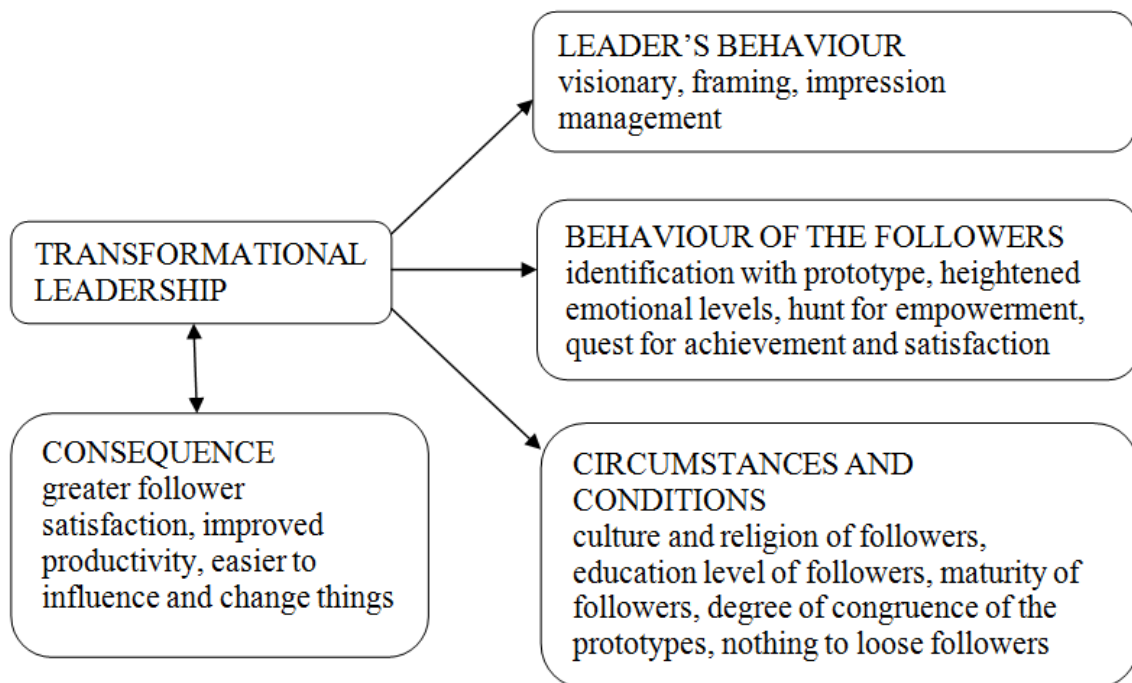 LEADER’S BEHAVIOUR
visionary, framing, impression
management
TRANSFORMATIONAL
LEADERSHIP
BEHAVIOUR OF THE FOLLOWERS
identification with prototype, heightened
emotional levels, hunt for empowerment,
quest for achievement and satisfaction
CONSEQUENCE
greater follower
satisfaction, improved
productivity, easier to
influence and change things
CIRCUMSTANCES AND
CONDITIONS
culture and religion of followers,
education level of followers, maturity of
followers, degree of congruence of the
prototypes, nothing to loose followers